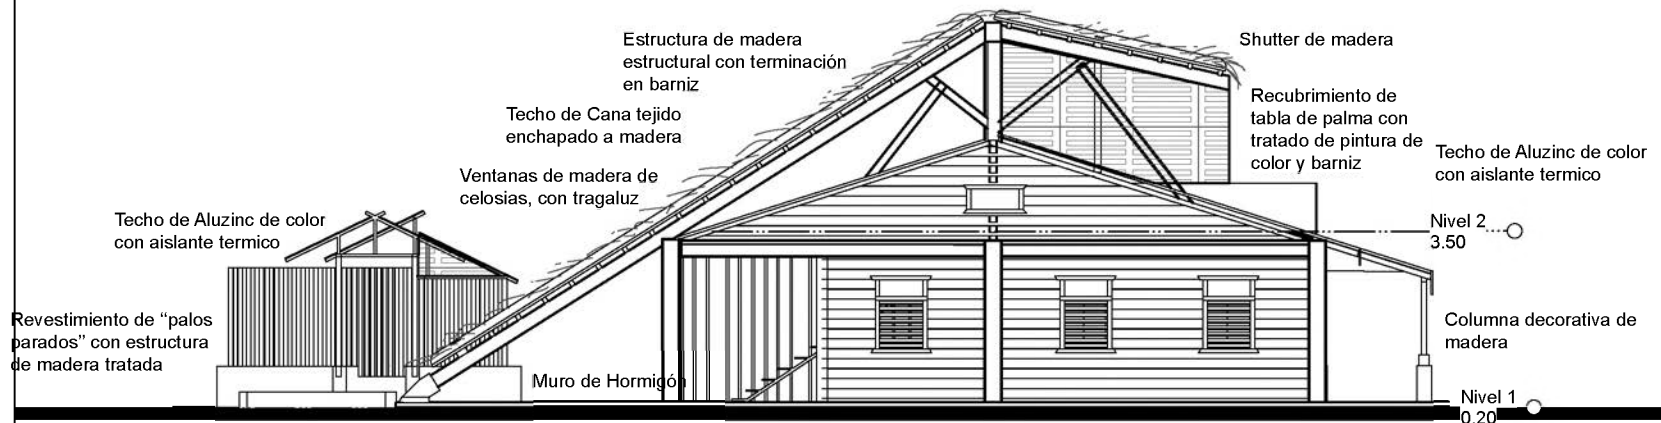 Estructura de madera
estructural con terminación
en barniz
Shutter de madera
Techo de Cana tejido
enchapado a madera
Recubrimiento de
tabla de palma con
tratado de pintura de
color y barniz
Techo de Aluzinc de color
con aislante termico
Ventanas de madera de
celosias, con tragaluz
Techo de Aluzinc de color
con aislante termico
Nivel 2
3.50
Revestimiento de “palos
parados” con estructura
de madera tratada
Columna decorativa de
madera
Muro de Hormigón
Nivel 1
0.20